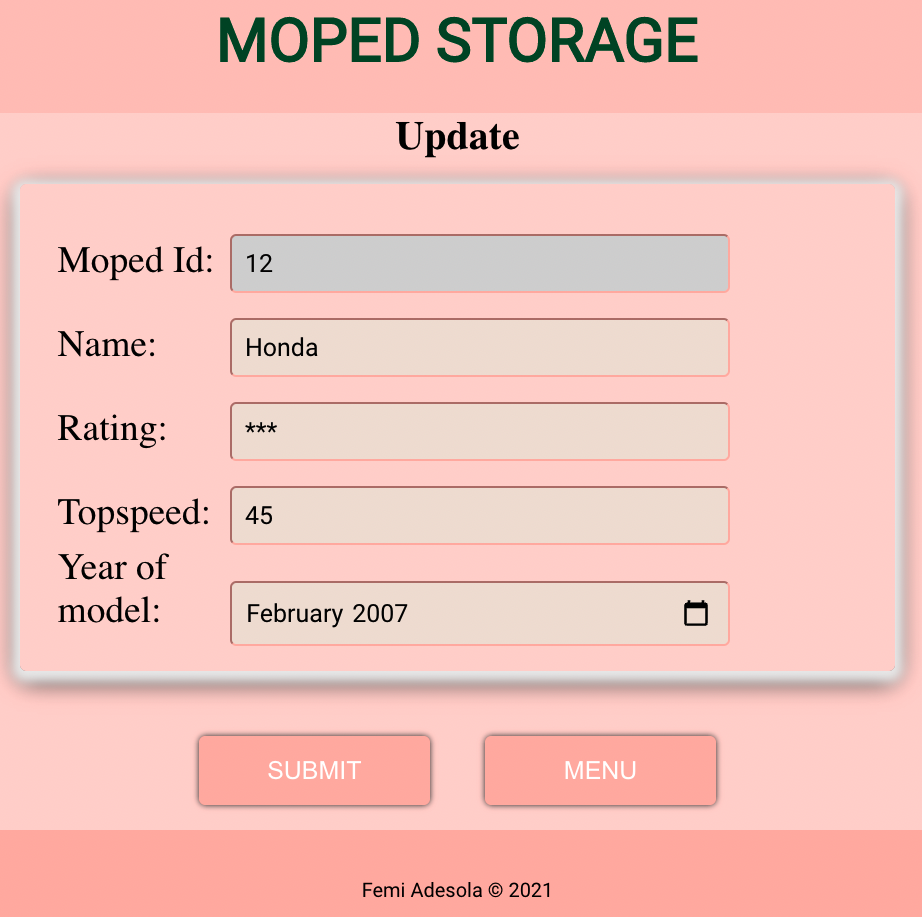 MOPED STORAGE
Update
Moped Id: 12
Name: Honda
Rating: ***
Topspeed: 45
Year of
model: February 2007
SUBMIT MENU
Femi Adesola © 2021